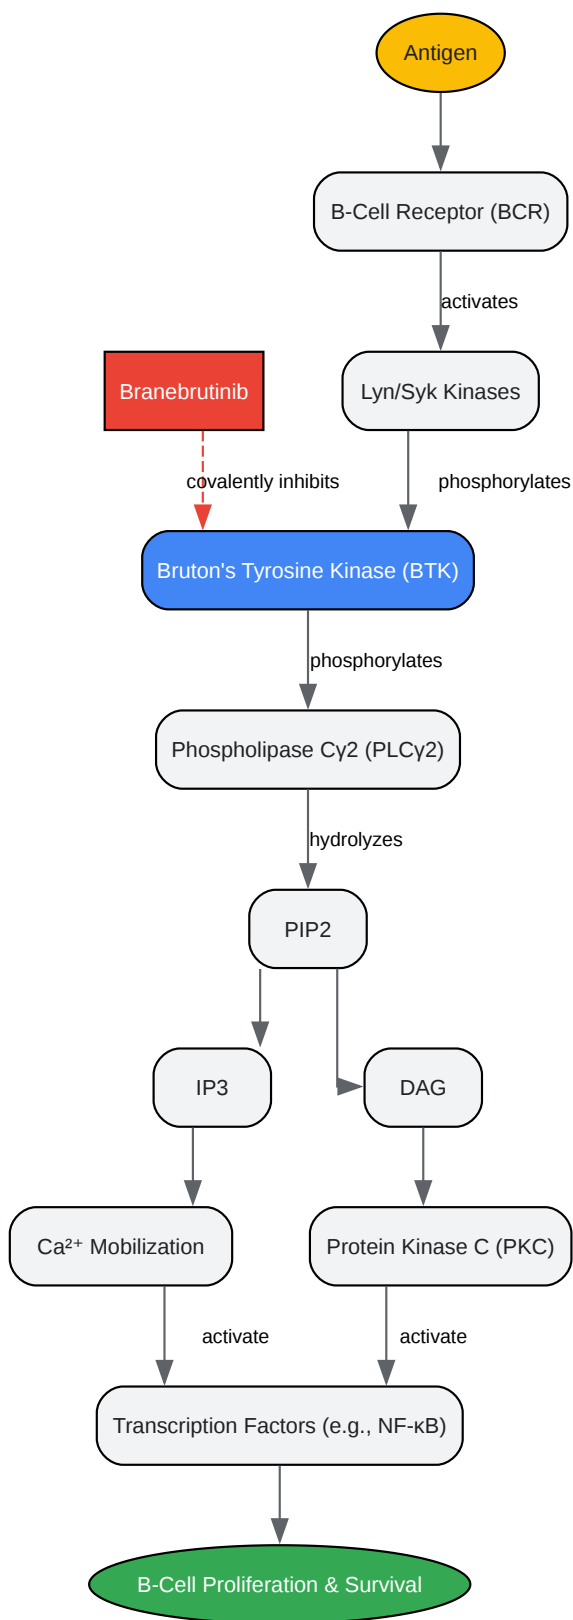 Antigen
B-Cell Receptor (BCR)
activates
Branebrutinib
Lyn/Syk Kinases
covalently inhibits
phosphorylates
Bruton's Tyrosine Kinase (BTK)
phosphorylates
Phospholipase Cγ2 (PLCγ2)
hydrolyzes
PIP2
IP3
DAG
Ca²⁺ Mobilization
Protein Kinase C (PKC)
activate
activate
Transcription Factors (e.g., NF-κB)
B-Cell Proliferation & Survival